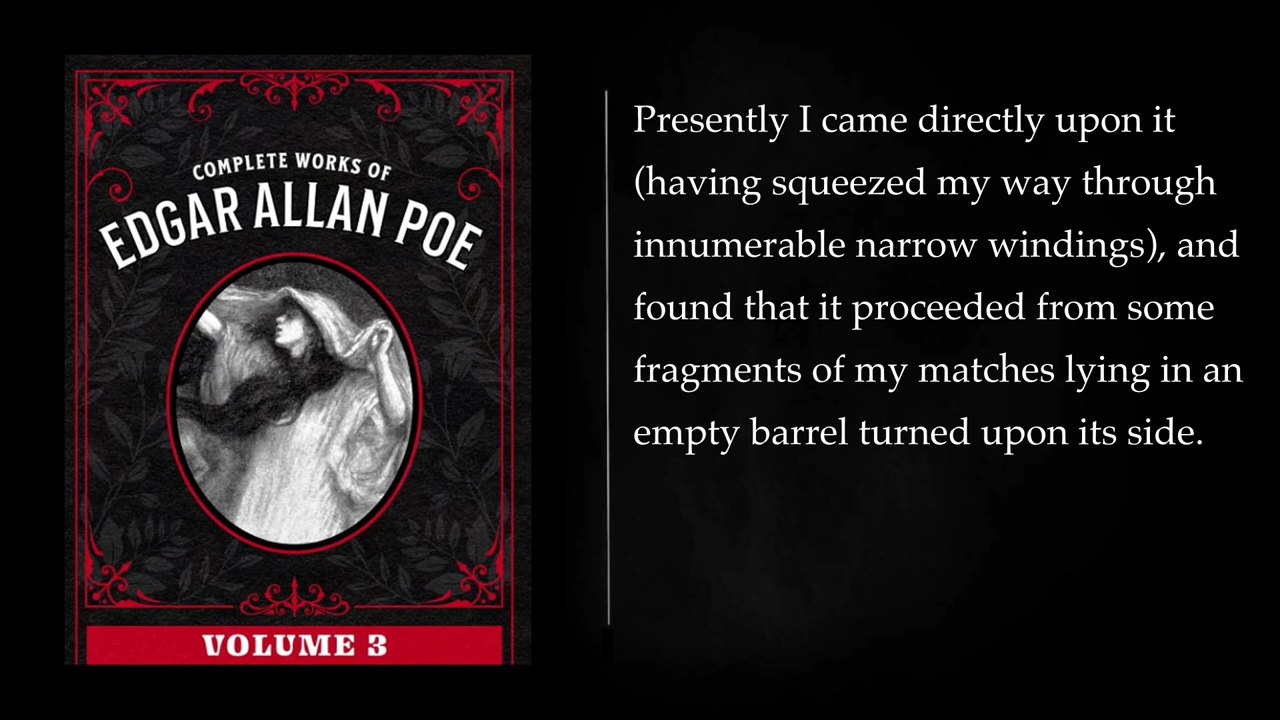 COMPLETE WORKS OF
EDGAR ALLAN POE
VOLUME 3
Presently I came directly upon it
(having squeezed my way through
innumerable narrow windings), and
found that it proceeded from some
fragments of my matches lying in an
empty barrel turned upon its side.